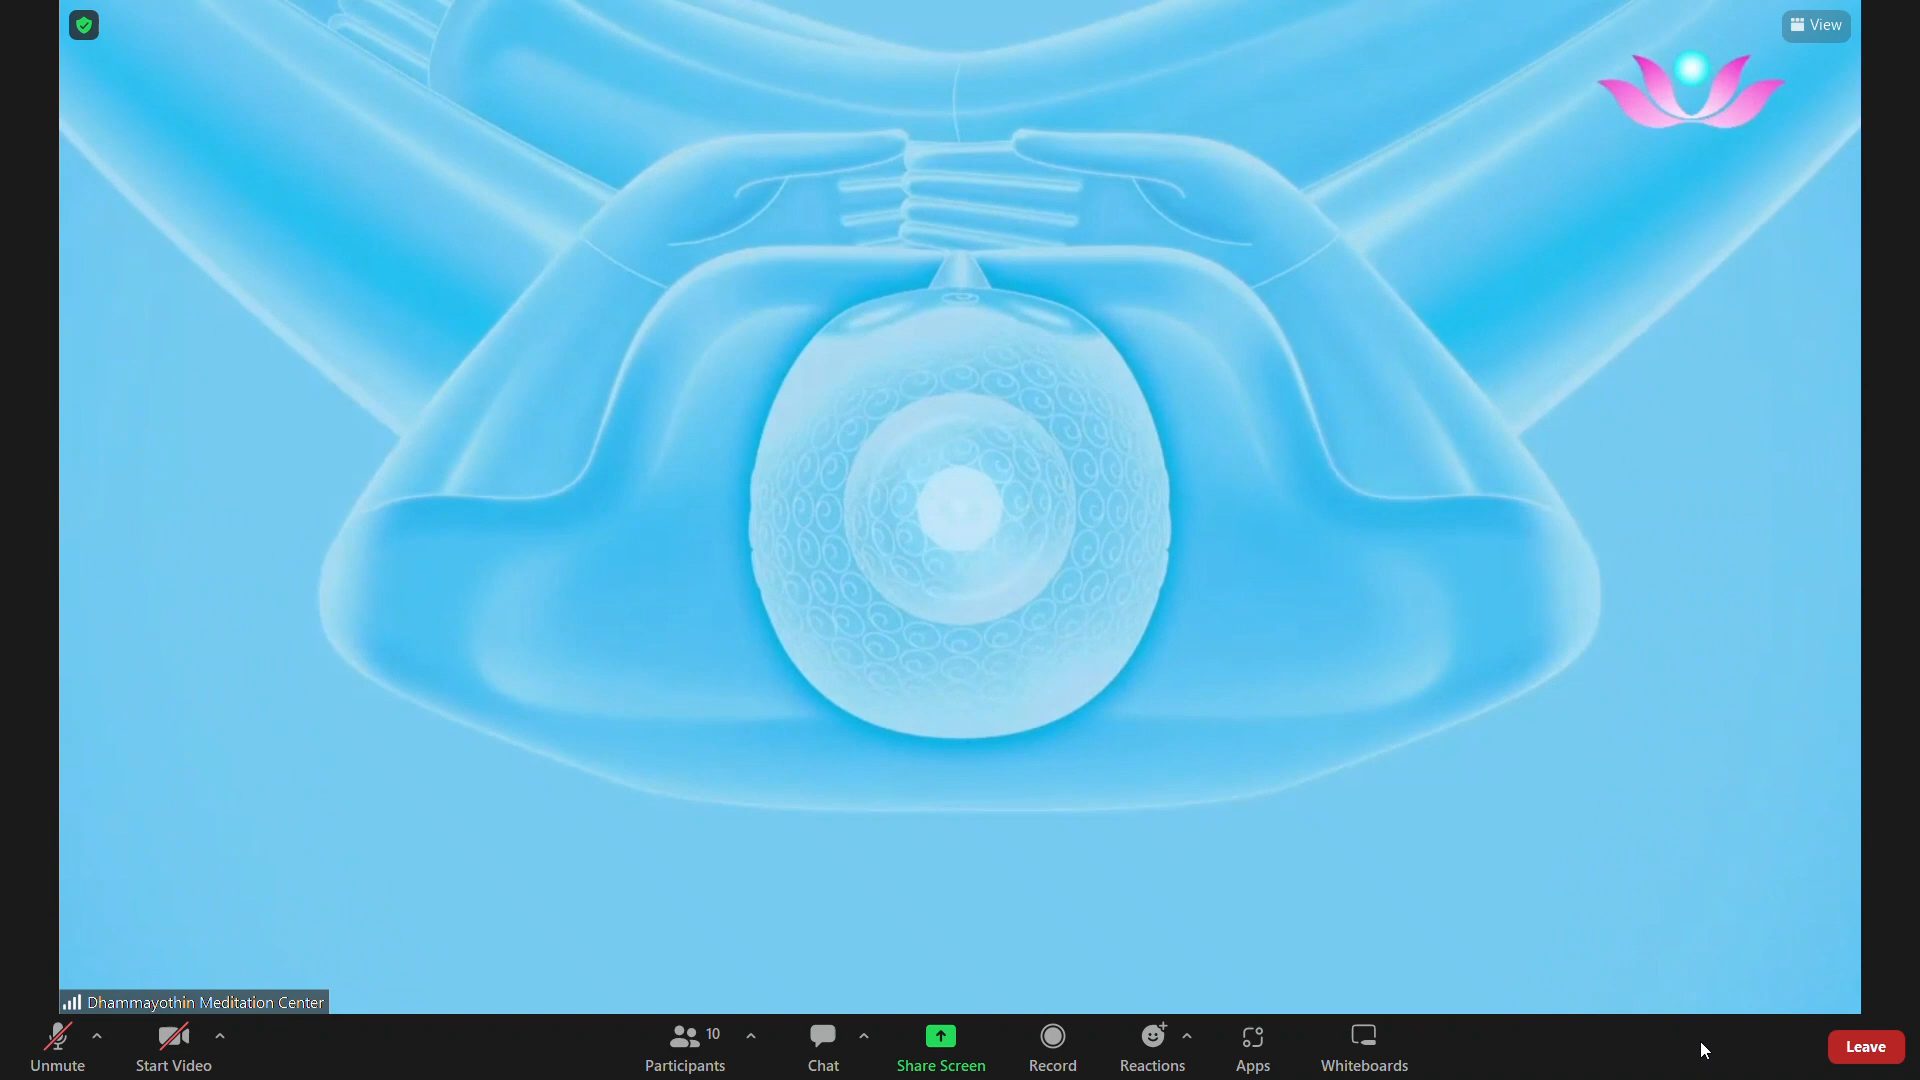 View
Dhammayothin Meditation Center
Unmute
Start Video
10
Participants
Chat
Share Screen
Record
Reactions
Apps
Whiteboards
Leave